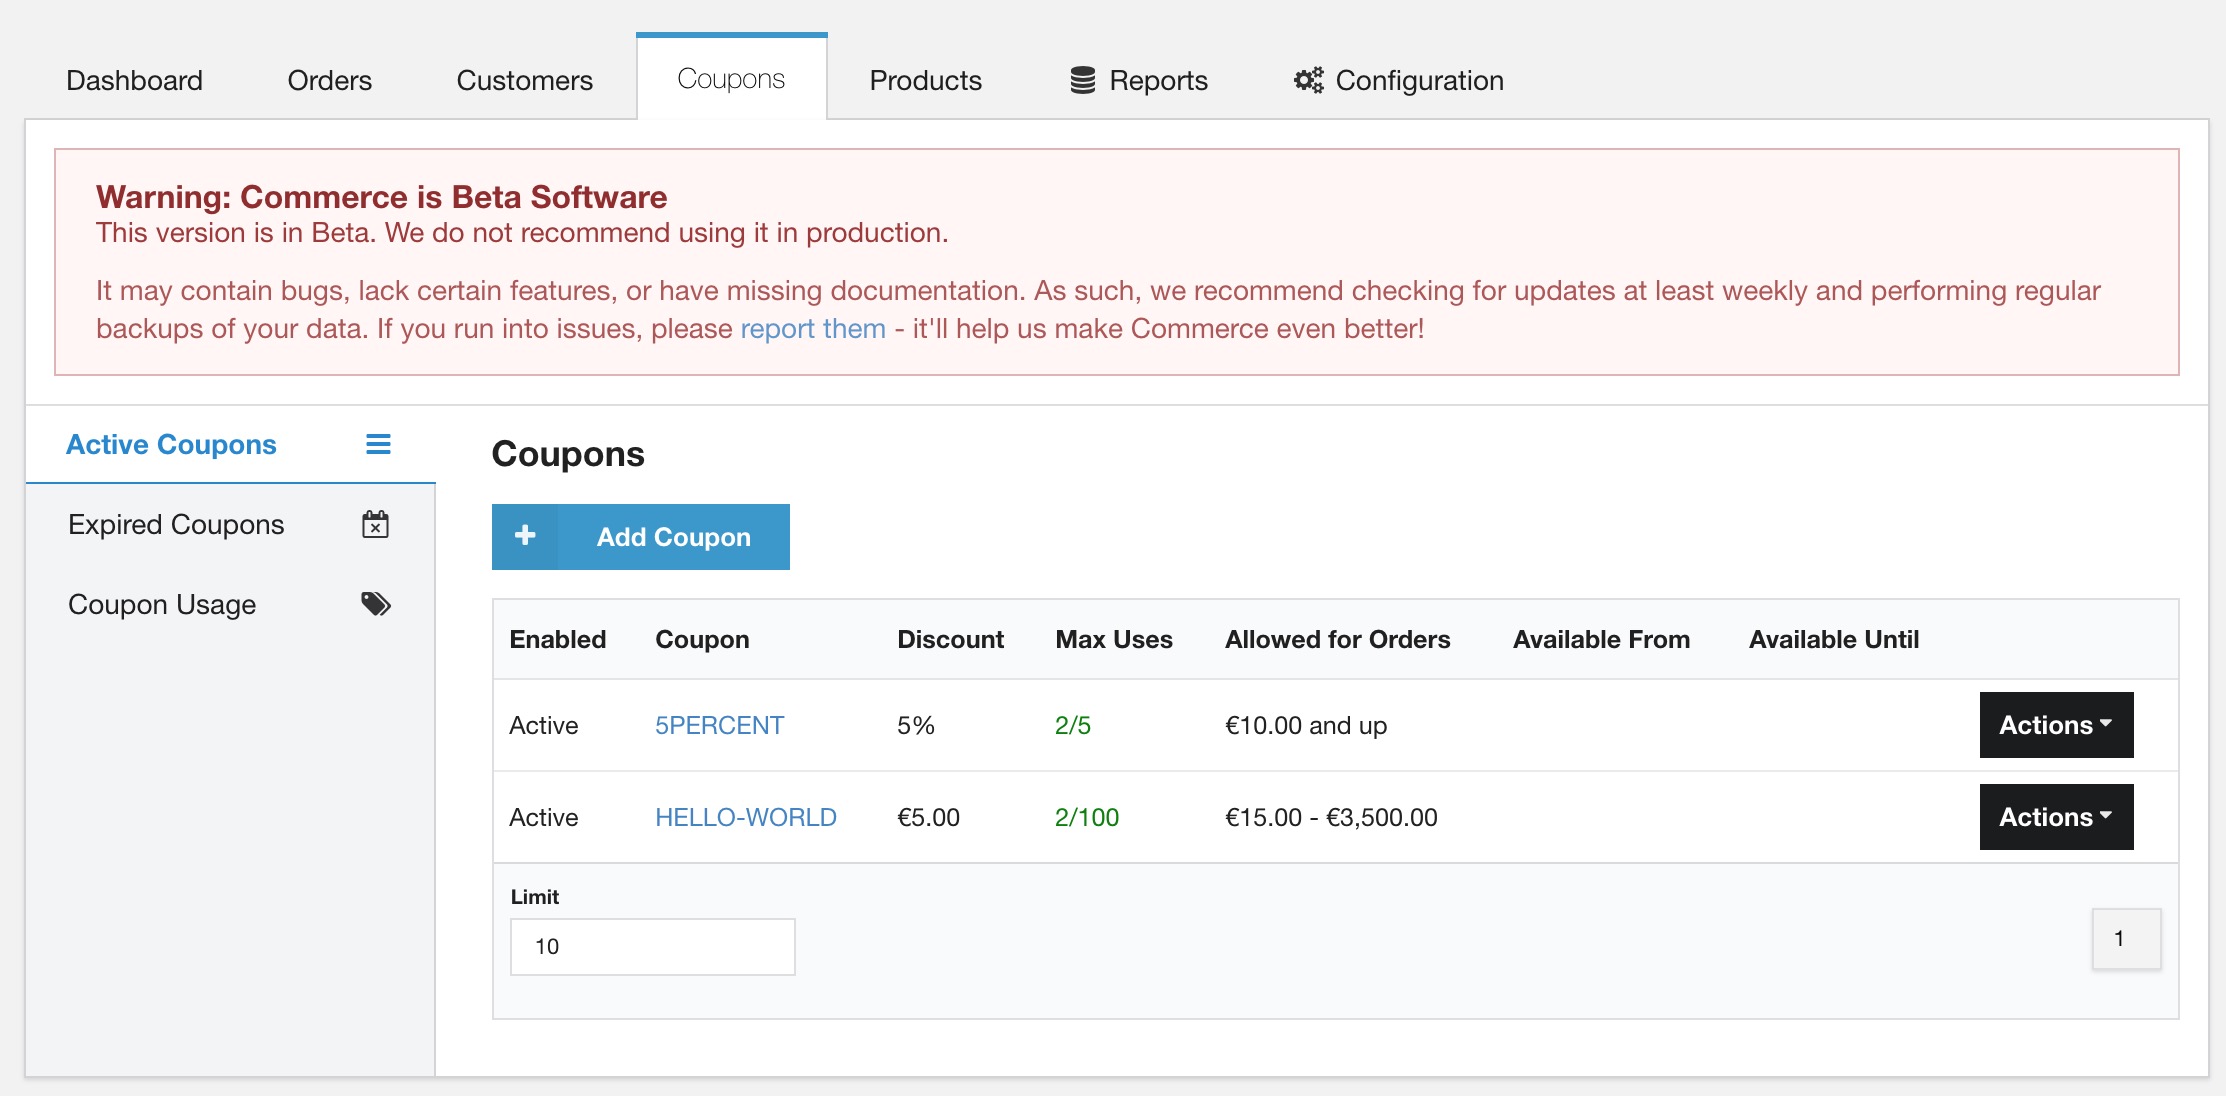 Dashboard Orders Customers Coupons Products Reports Configuration
Warning: Commerce is Beta Software
This version is in Beta. We do not recommend using it in production.
It may contain bugs, lack certain features, or have missing documentation. As such, we recommend checking for updates at least weekly and performing regular
backups of your data. If you run into issues, please report them - it'll help us make Commerce even better!
Active Coupons
Expired Coupons
Coupon Usage
Coupons
+ Add Coupon
Enabled Coupon Discount Max Uses Allowed for Orders Available From Available Until
Active 5PERCENT 5% 2/5 €10.00 and up Actions
Active HELLO-WORLD €5.00 2/100 €15.00 - €3,500.00 Actions
Limit
10
1